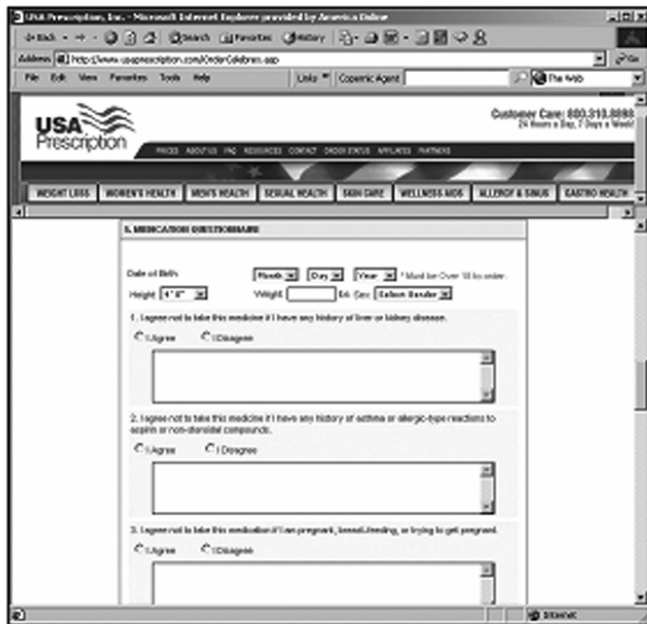 USA Prescription, Inc. - Microsoft Internet Explorer provided by America Online
Back Search Favorites History
Address http://www.usaprescription.com/OrderCelebrex.asp Go
File Edit View Favorites Tools Help Links Copernic Agent The Web
USA
Prescription
Customer Care: 800.310.8898
24 Hours a Day, 7 Days a Week!
PRICES ABOUT US FAQ RESOURCES CONTACT ORDER STATUS AFFILIATES PARTNERS
WEIGHT LOSS WOMEN'S HEALTH MEN'S HEALTH SEXUAL HEALTH SKIN CARE WELLNESS AIDS ALLERGY & SINUS GASTRO HEALTH
5. MEDICATION QUESTIONNAIRE
Date of Birth: Month Day Year * Must be Over 18 to order.
Height: Weight: Sex: Select Gender
1. I agree not to take this medicine if I have any history of liver or kidney disease.
I Agree I Disagree
2. I agree not to take this medicine if I have any history of asthma or allergic-type reactions to
aspirin or non-steroidal compounds.
I Agree I Disagree
3. I agree not to take this medication if I am pregnant, breast-feeding, or trying to get pregnant.
I Agree I Disagree
Internet